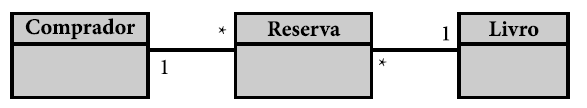 Comprador
Reserva
Livro
*
1
1
*